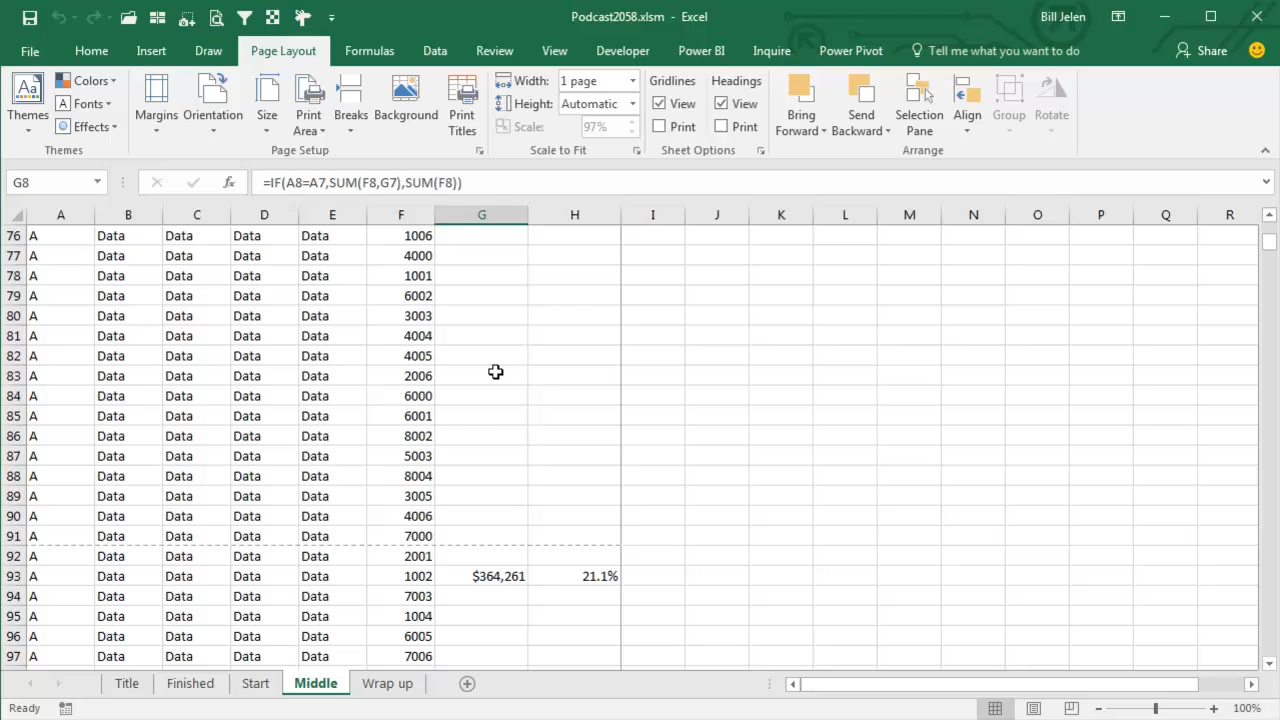 Podcast2058.xlsm - Excel
Bill Jelen
File Home Insert Draw Page Layout Formulas Data Review View Developer Power BI Inquire Power Pivot Tell me what you want to do Share
Themes
Colors
Fonts
Effects
Themes
Margins
Orientation
Size
Print Area
Breaks
Background
Print Titles
Page Setup
Width: 1 page
Height: Automatic
Scale: 97%
Scale to Fit
Gridlines
View
Print
Headings
View
Print
Sheet Options
Bring Forward
Send Backward
Selection Pane
Align
Group
Rotate
Arrange
G8 fx =IF(A8=A7,SUM(F8,G7),SUM(F8))
A B C D E F G H I J K L M N O P Q R
76 A Data Data Data Data 1006
77 A Data Data Data Data 4000
78 A Data Data Data Data 1001
79 A Data Data Data Data 6002
80 A Data Data Data Data 3003
81 A Data Data Data Data 4004
82 A Data Data Data Data 4005
83 A Data Data Data Data 2006
84 A Data Data Data Data 6000
85 A Data Data Data Data 6001
86 A Data Data Data Data 8002
87 A Data Data Data Data 5003
88 A Data Data Data Data 8004
89 A Data Data Data Data 3005
90 A Data Data Data Data 4006
91 A Data Data Data Data 7000
92 A Data Data Data Data 2001
93 A Data Data Data Data 1002 $364,261 21.1%
94 A Data Data Data Data 7003
95 A Data Data Data Data 1004
96 A Data Data Data Data 6005
97 A Data Data Data Data 7006
Title Finished Start Middle Wrap up
Ready 100%